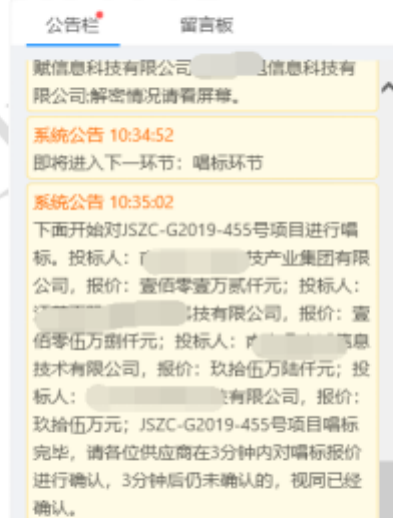 公告栏 留言板
赋信息科技有限公司 信息科技有
限公司;解密情况请看屏幕。
系统公告 10:34:52
即将进入下一环节：唱标环节
系统公告 10:35:02
下面开始对JSZC-G2019-455号项目进行唱
标。投标人： 技产业集团有限
公司，报价：壹佰零壹万贰仟元；投标人：
科技有限公司，报价：壹
佰零伍万捌仟元；投标人： 信息
技术有限公司，报价：玖拾伍万陆仟元；投
标人： 有限公司，报价：
玖拾伍万元；JSZC-G2019-455号项目唱标
完毕，请各位供应商在3分钟内对唱标报价
进行确认，3分钟后仍未确认的，视同已经
确认。